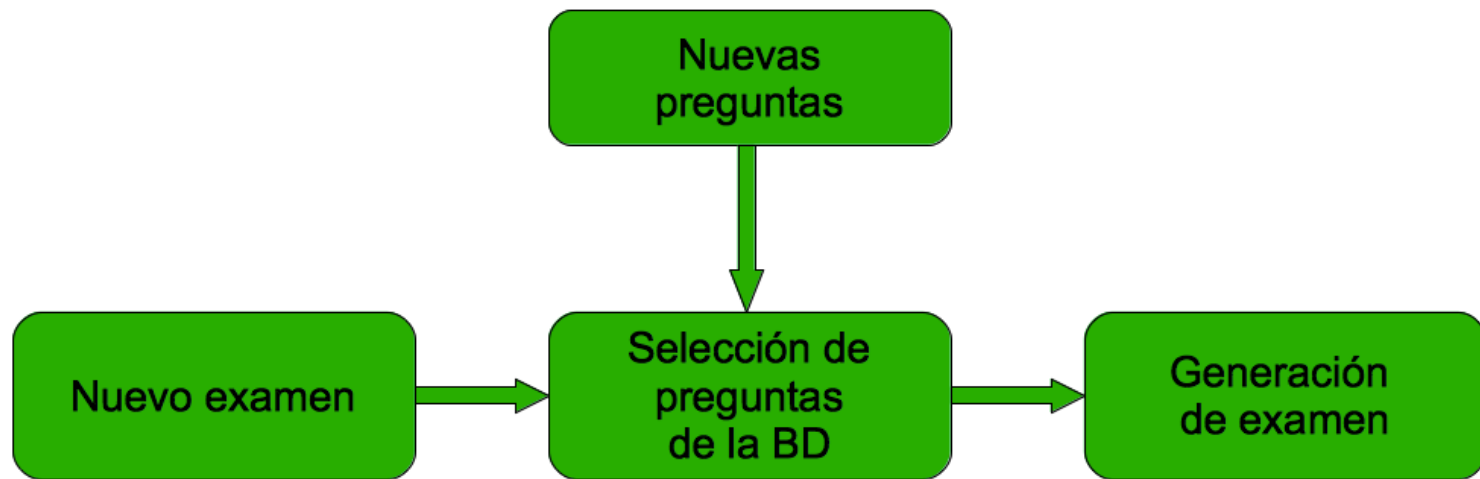 Nuevas
preguntas
Nuevo examen
Selección de
preguntas
de la BD
Generación
de examen